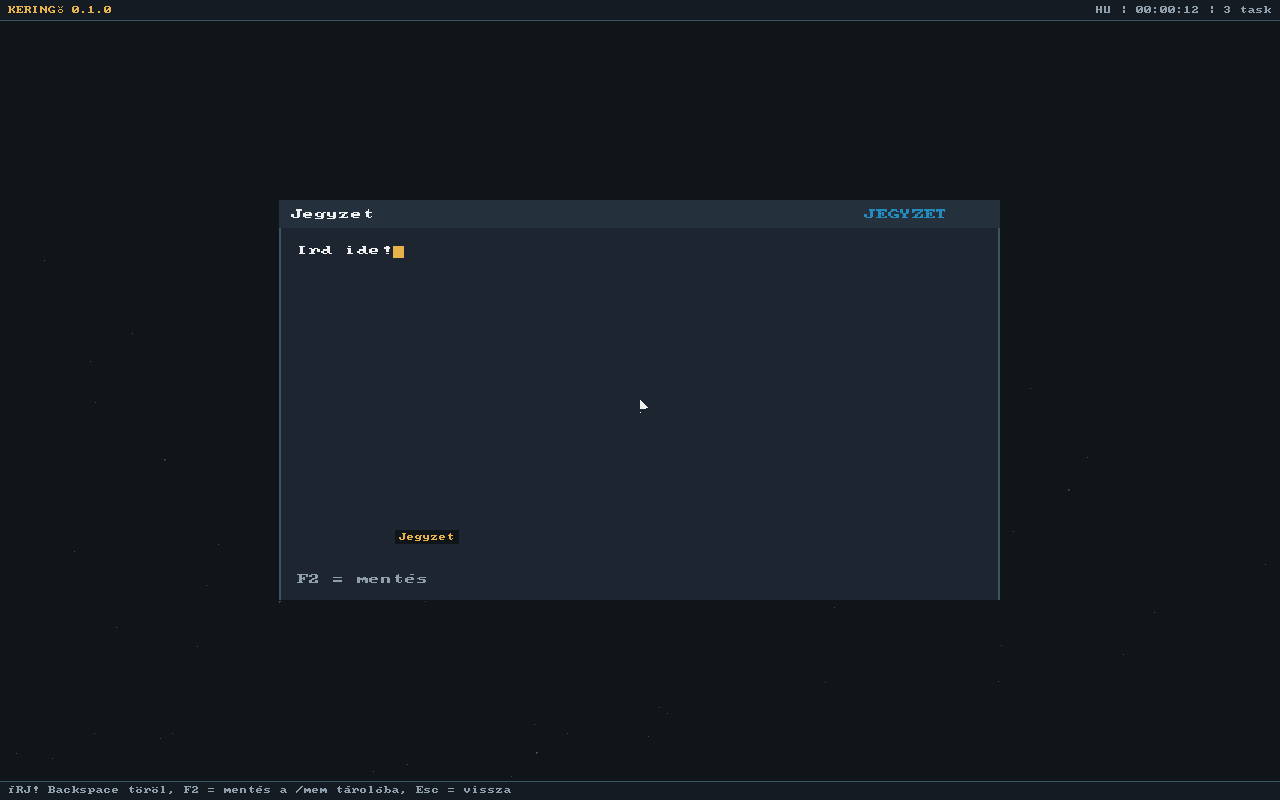 KERINGŐ 0.1.0
HU | 00:00:12 | 3 task
Jegyzet
JEGYZET
Ird ide!
Jegyzet
F2 = mentés
íRJ! Backspace töröl, F2 = mentés a /mem tárolóba, Esc = vissza